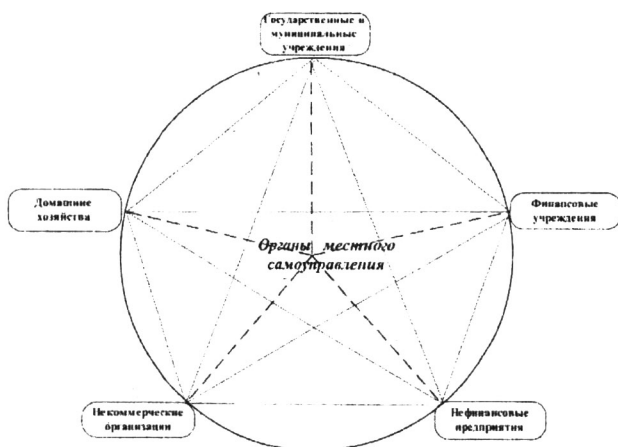 Государственные и
муниципальные
учреждения
Домашние
хозяйства
Финансовые
учреждения
Органы местного
самоуправления
Некоммерческие
организации
Нефинансовые
предприятия